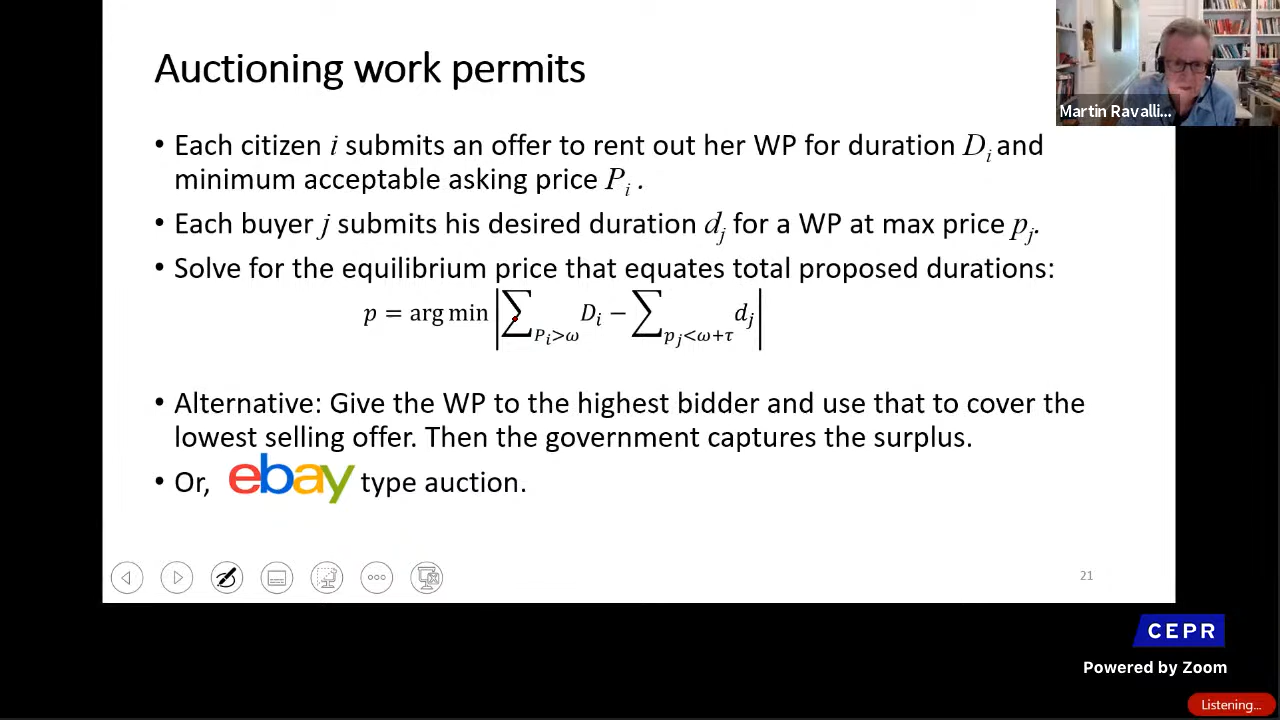 Auctioning work permits
Martin Ravalli...
• Each citizen i submits an offer to rent out her WP for duration Dᵢ and
minimum acceptable asking price Pᵢ .
• Each buyer j submits his desired duration dⱼ for a WP at max price pⱼ.
• Solve for the equilibrium price that equates total proposed durations:
p = arg min |∑_{Pᵢ>ω} Dᵢ − ∑_{pⱼ<ω+τ} dⱼ|
• Alternative: Give the WP to the highest bidder and use that to cover the
lowest selling offer. Then the government captures the surplus.
• Or, ebay type auction.
21
CEPR
Powered by Zoom
Listening...